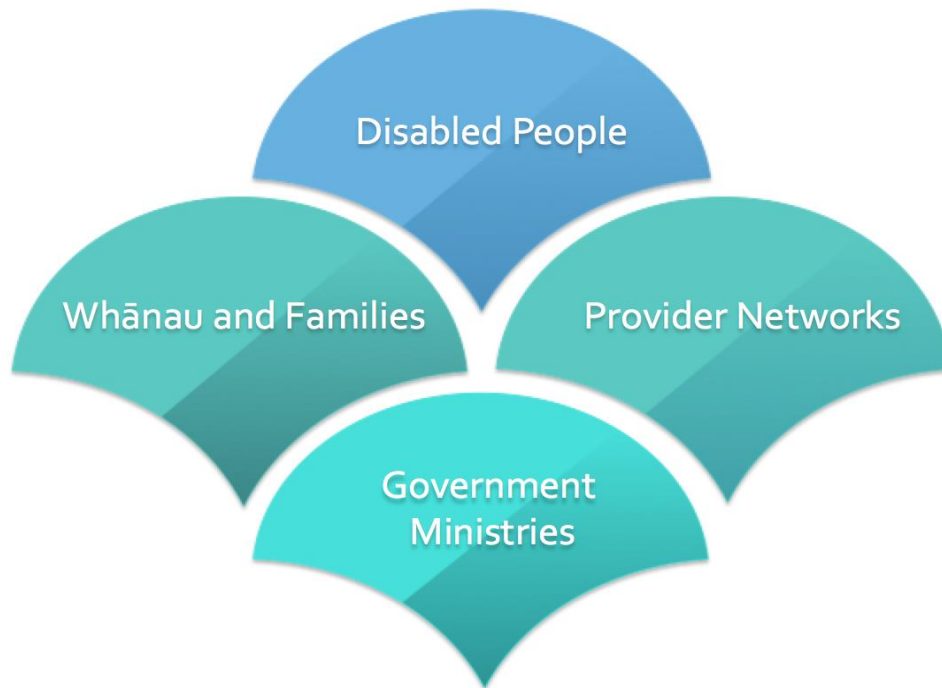 Disabled People
Whānau and Families
Provider Networks
Government
Ministries